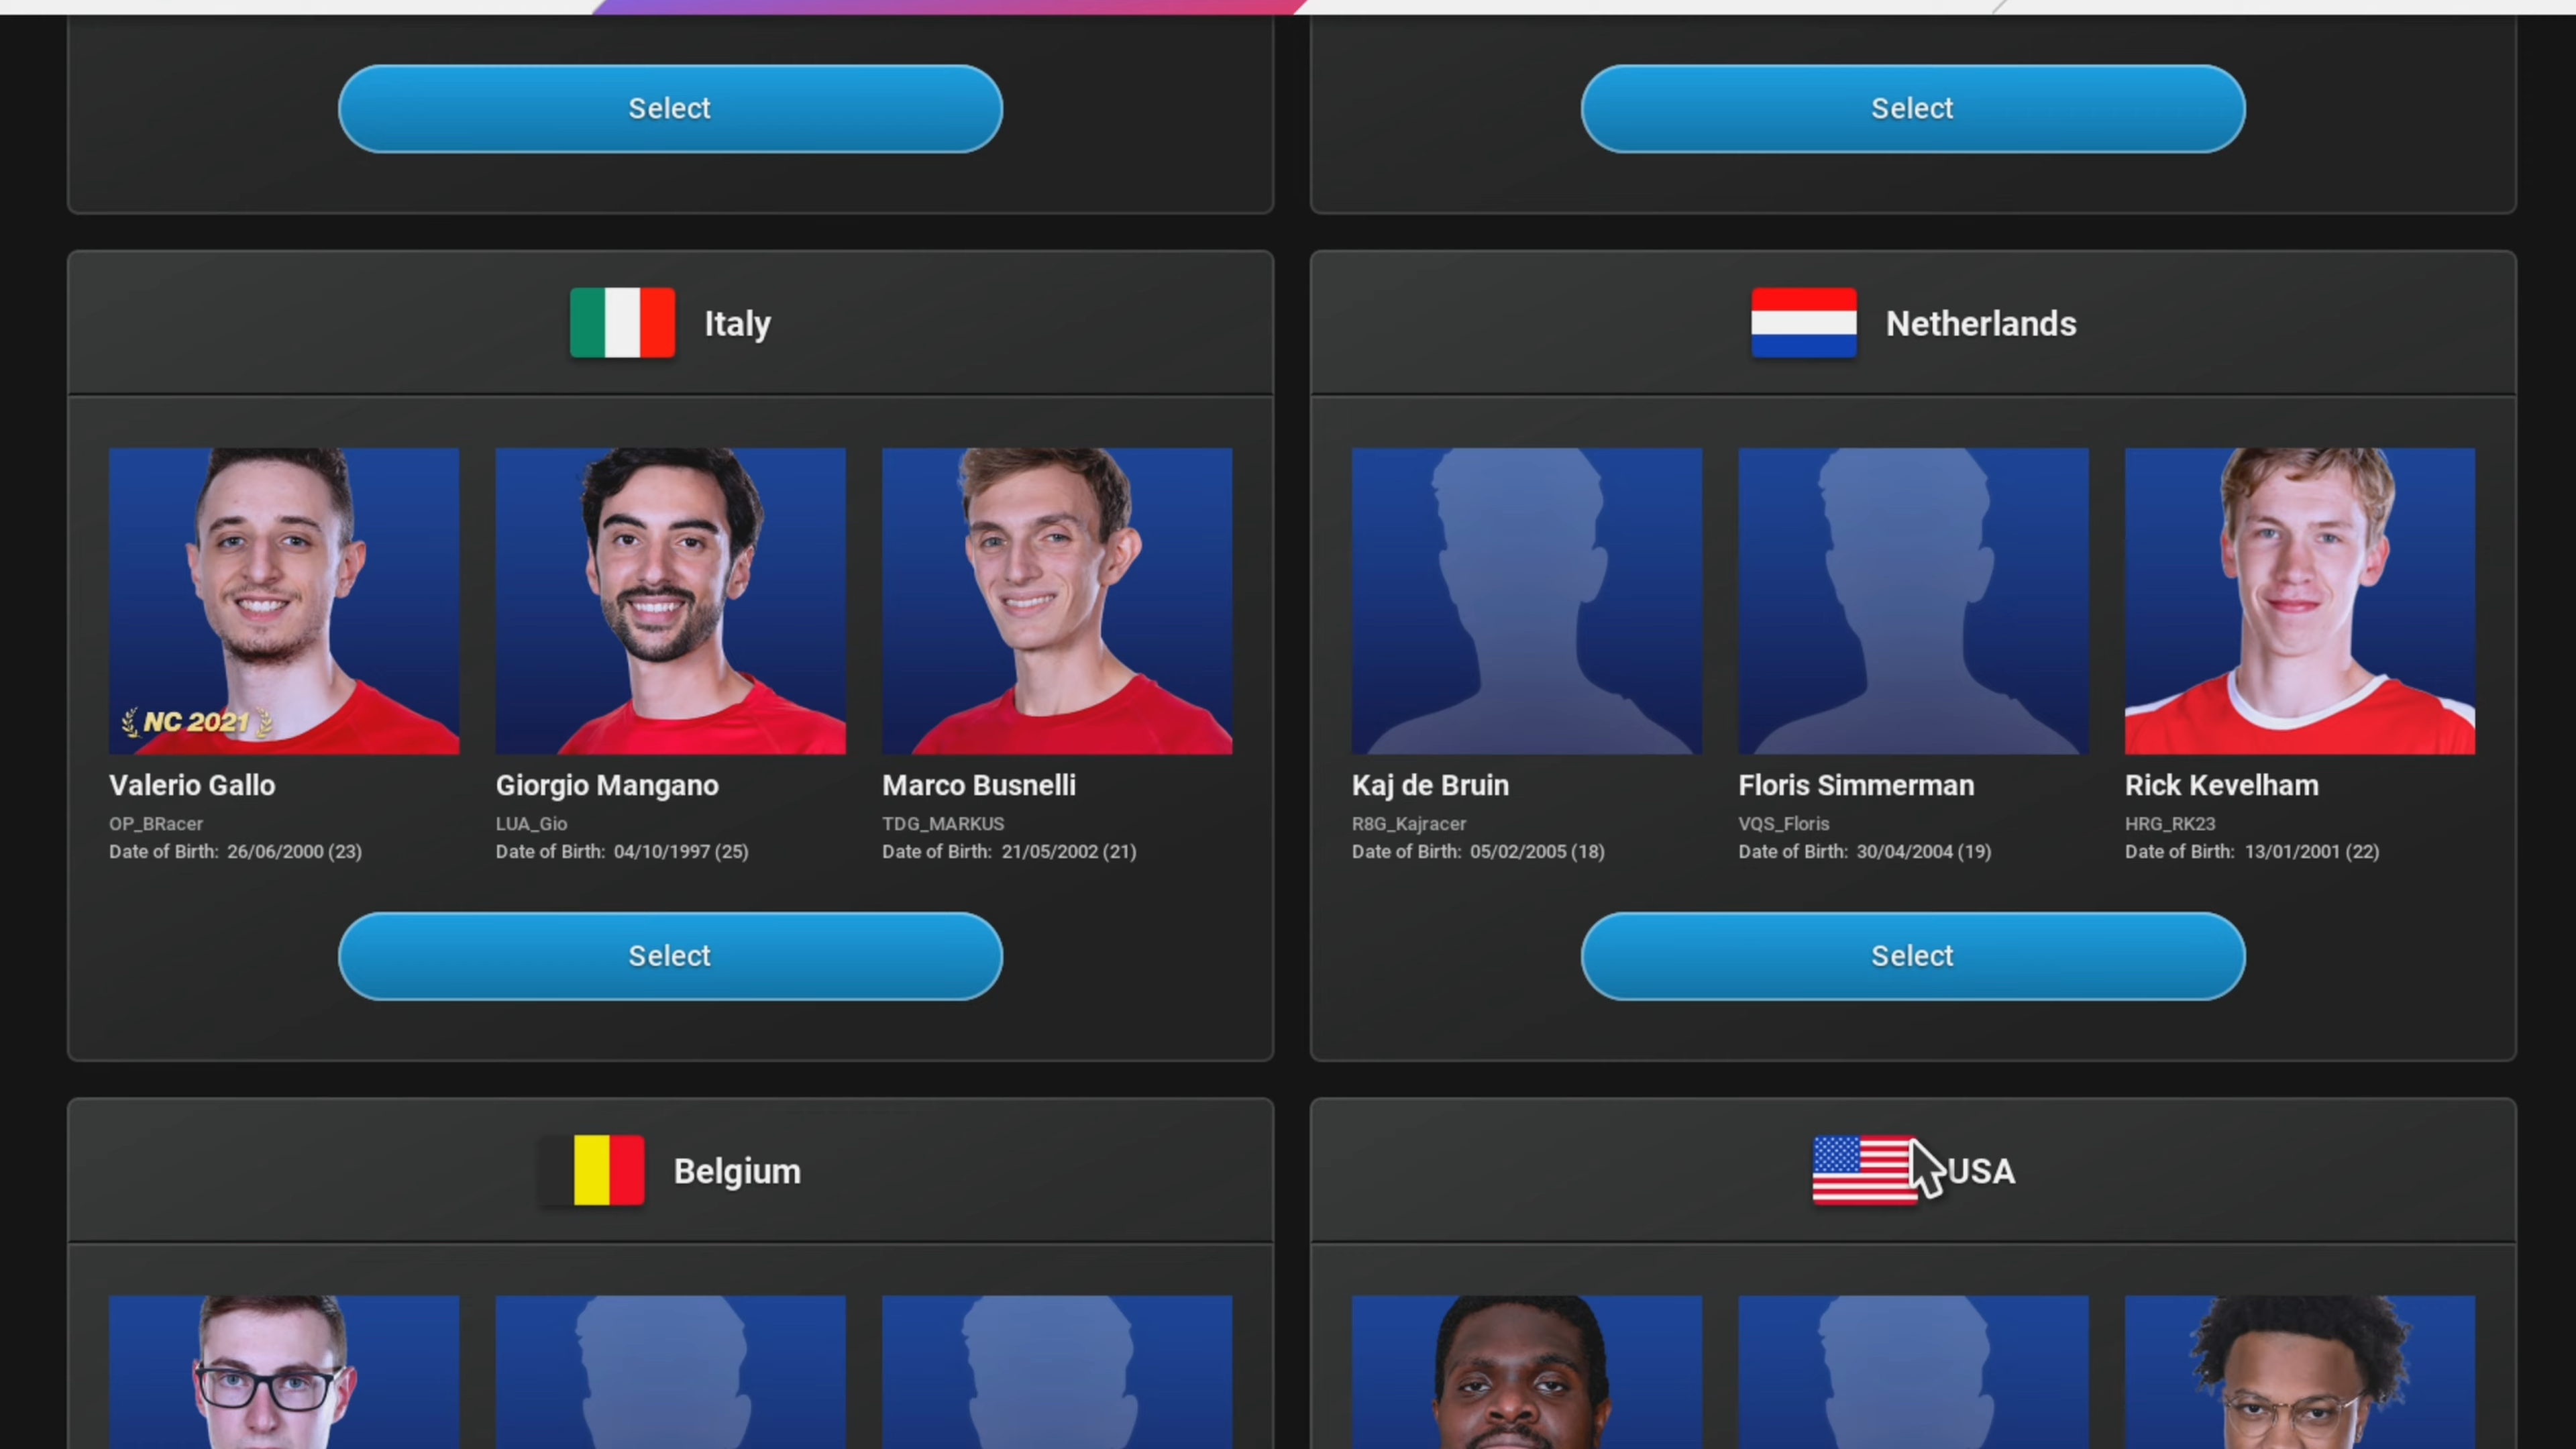 Select
Select
Italy
Netherlands
NC 2021
Valerio Gallo
OP_BRacer
Date of Birth: 26/06/2000 (23)
Giorgio Mangano
LUA_Gio
Date of Birth: 04/10/1997 (25)
Marco Busnelli
TDG_MARKUS
Date of Birth: 21/05/2002 (21)
Kaj de Bruin
R8G_Kajracer
Date of Birth: 05/02/2005 (18)
Floris Simmerman
VQS_Floris
Date of Birth: 30/04/2004 (19)
Rick Kevelham
HRG_RK23
Date of Birth: 13/01/2001 (22)
Select
Select
Belgium
USA